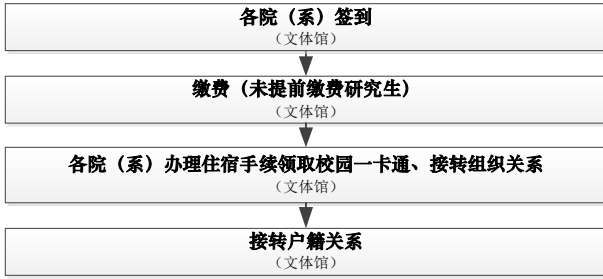 各院（系）签到
（文体馆）
缴费（未提前缴费研究生）
（文体馆）
各院（系）办理住宿手续领取校园一卡通、接转组织关系
（文体馆）
接转户籍关系
（文体馆）